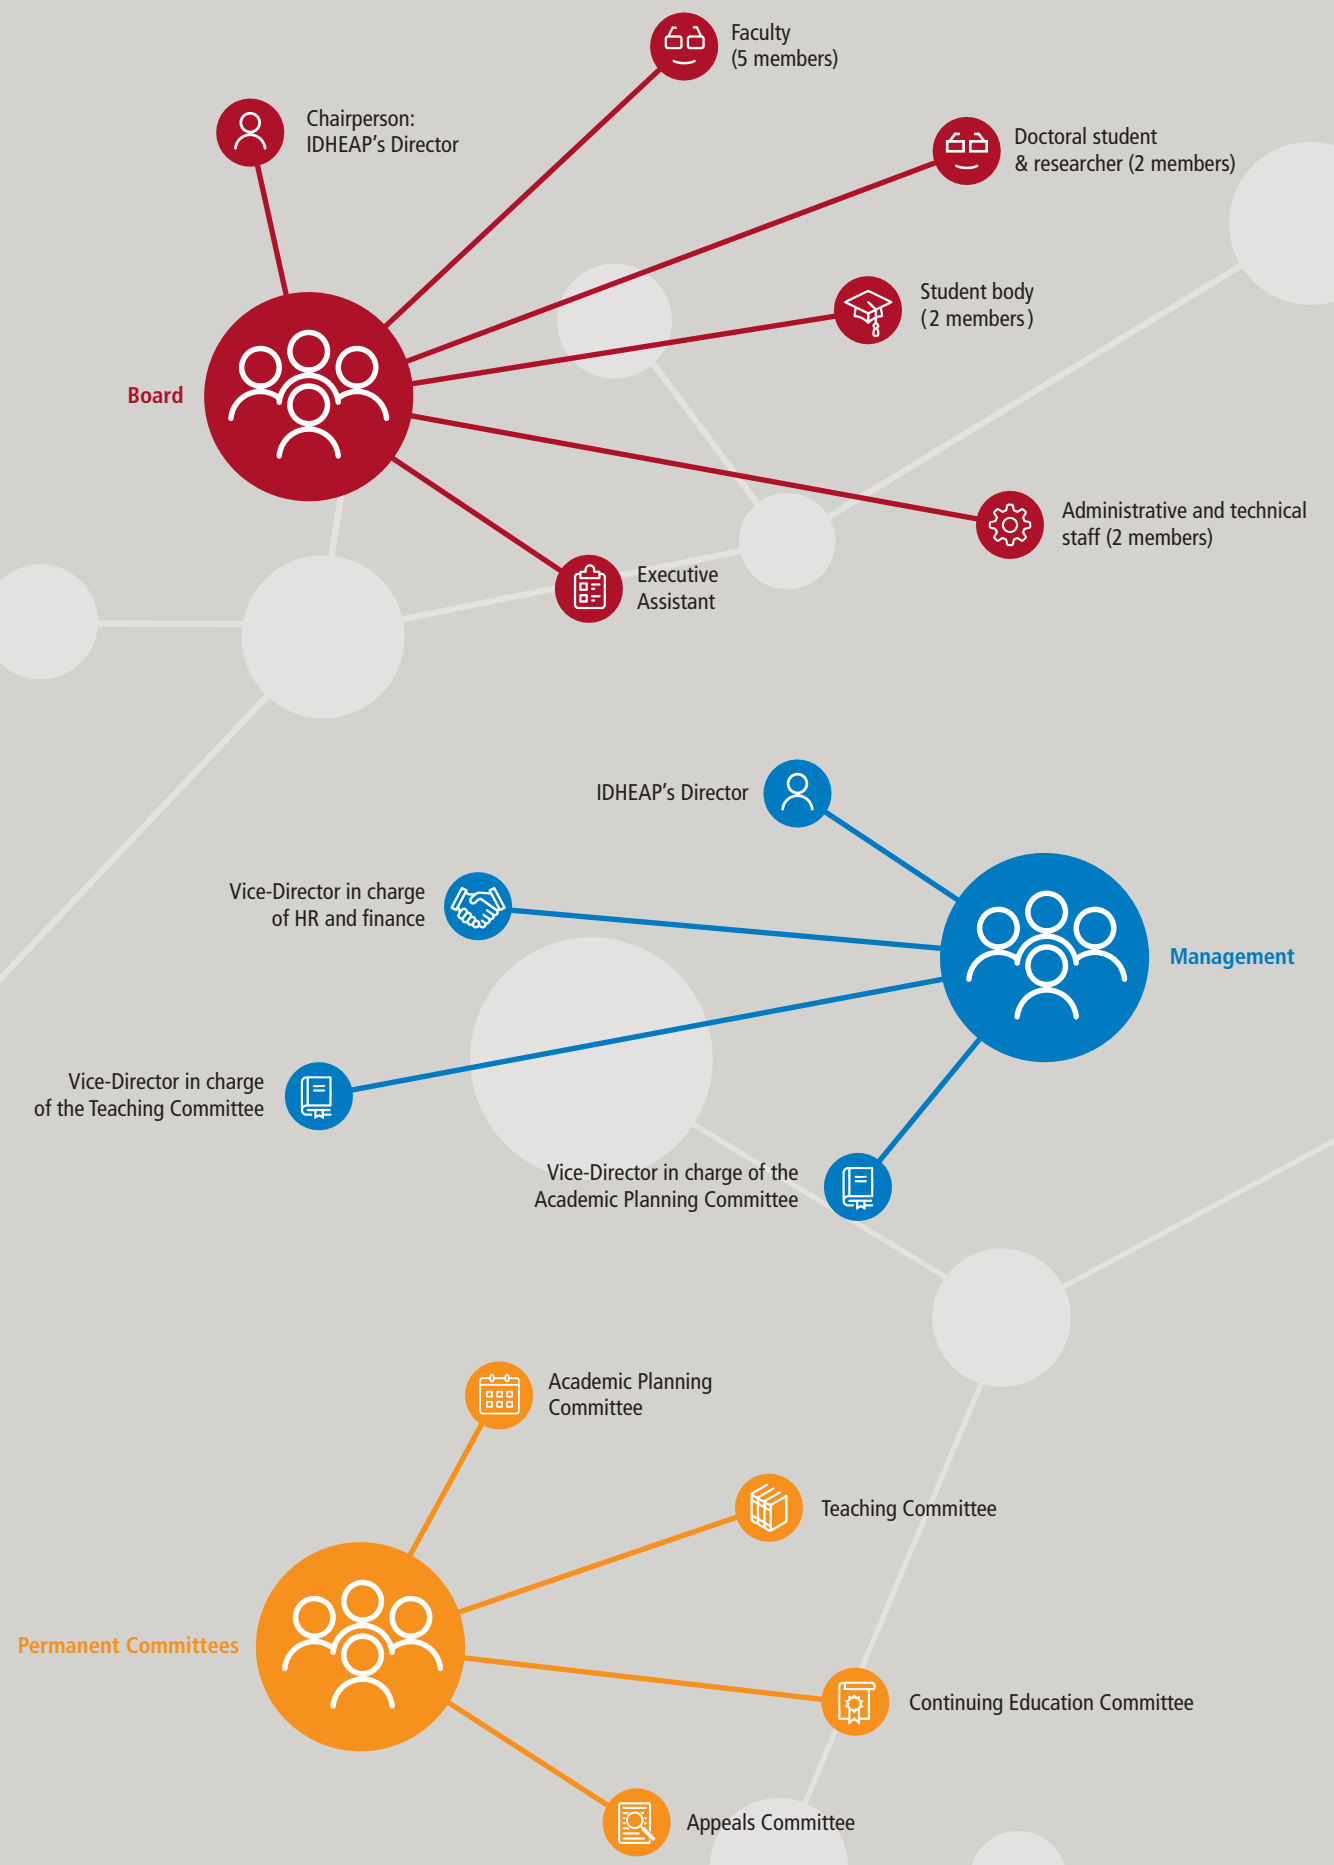 Faculty
(5 members)
Chairperson:
IDHEAP's Director
Doctoral student
& researcher (2 members)
Student body
(2 members)
Board
Administrative and technical
staff (2 members)
Executive
Assistant
IDHEAP's Director
Vice-Director in charge
of HR and finance
Management
Vice-Director in charge
of the Teaching Committee
Vice-Director in charge of the
Academic Planning Committee
Academic Planning
Committee
Teaching Committee
Permanent Committees
Continuing Education Committee
Appeals Committee